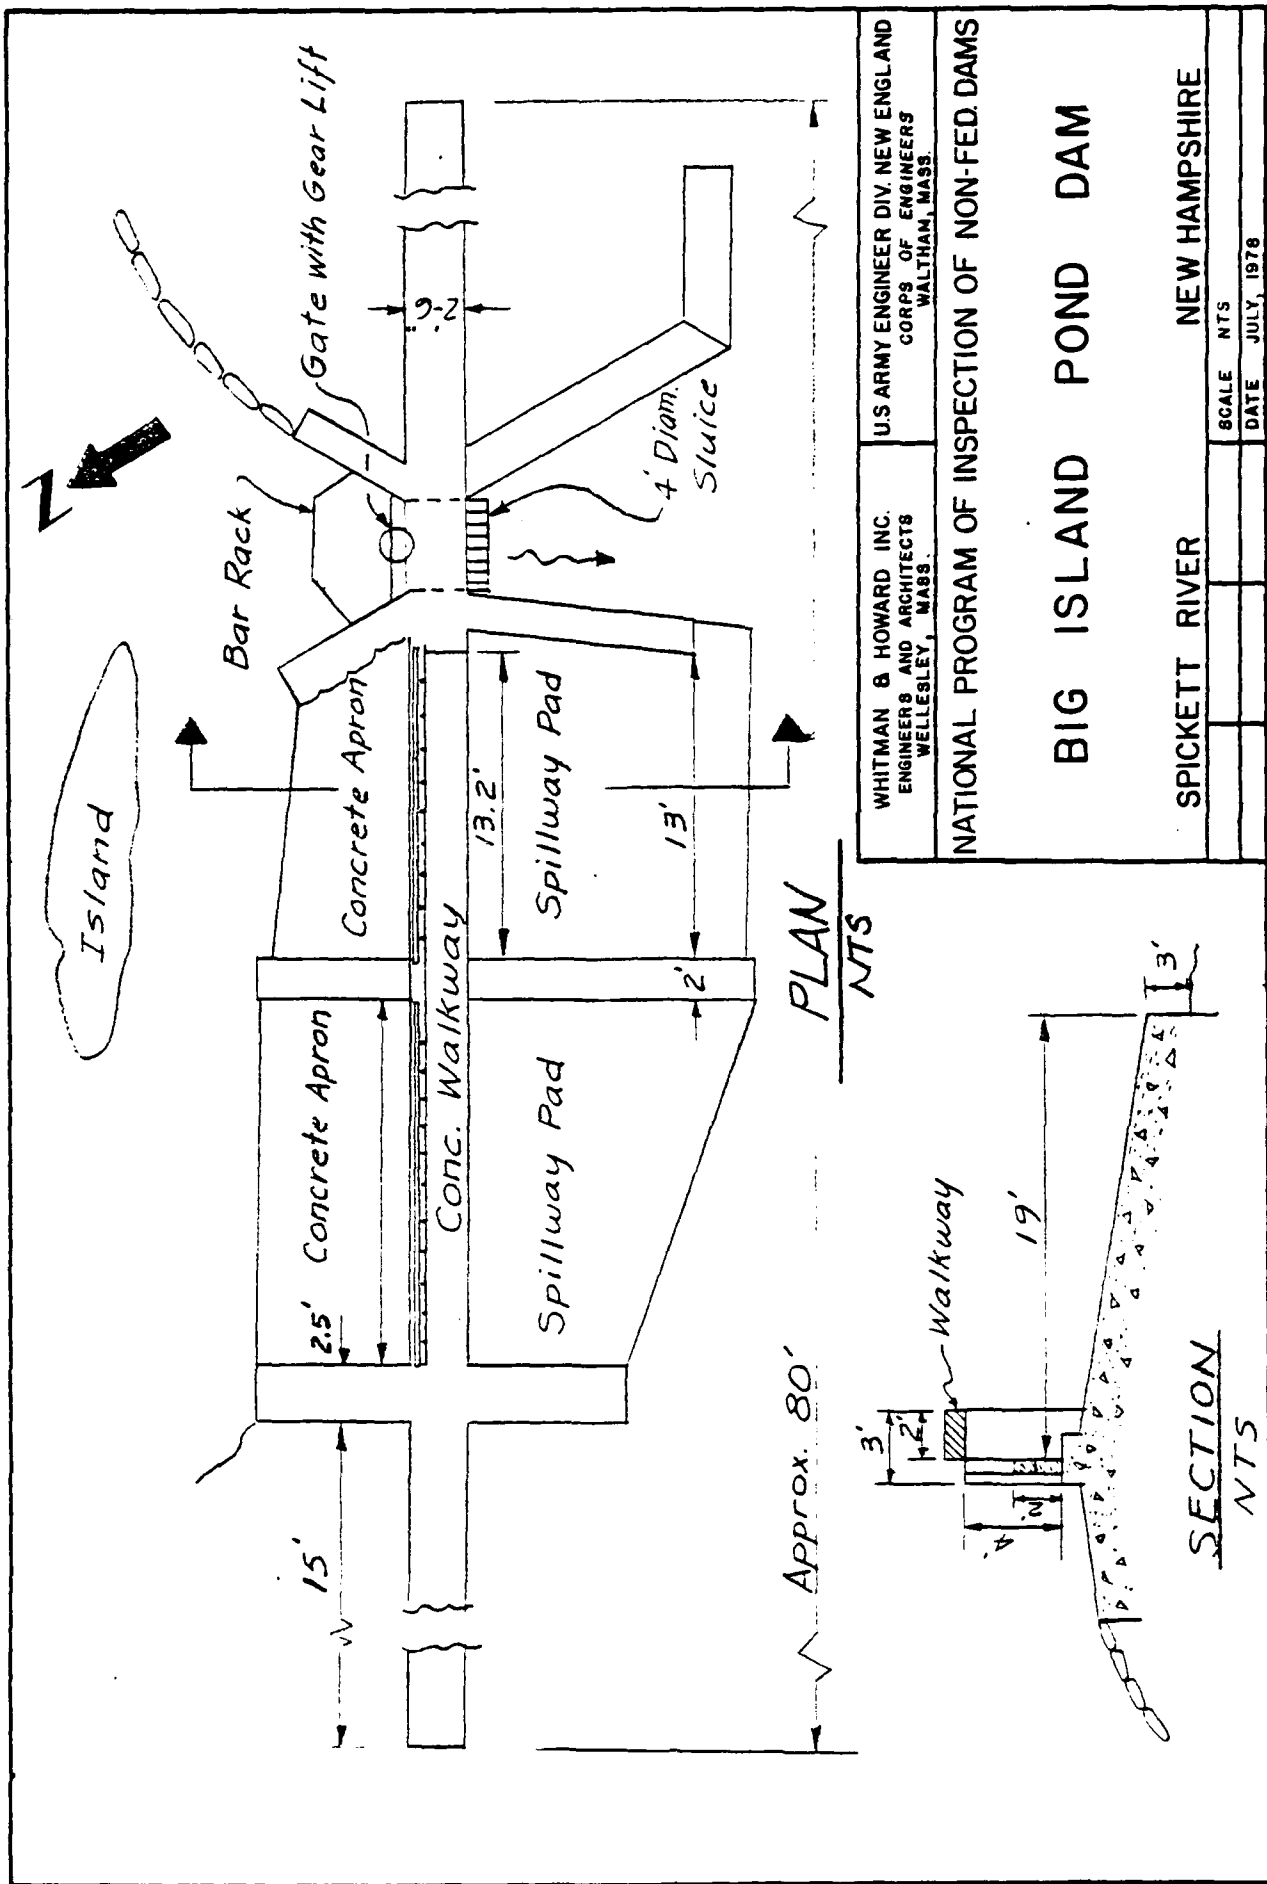 Island
N
Bar Rack
Gate with Gear Lift
15'
2.5'
Concrete Apron
Concrete Apron
2'-6"
Conc. Walkway
13.2'
4' Diam.
Sluice
Spillway Pad
Spillway Pad
2'
13'
Approx. 80'
PLAN
NTS
Walkway
3'
2'
4'
2'
19'
3'
SECTION
NTS
WHITMAN & HOWARD INC.
ENGINEERS AND ARCHITECTS
WELLESLEY, MASS.
U.S ARMY ENGINEER DIV. NEW ENGLAND
CORPS OF ENGINEERS
WALTHAM, MASS.
NATIONAL PROGRAM OF INSPECTION OF NON-FED. DAMS
BIG ISLAND POND DAM
SPICKETT RIVER
NEW HAMPSHIRE
SCALE NTS
DATE JULY, 1978